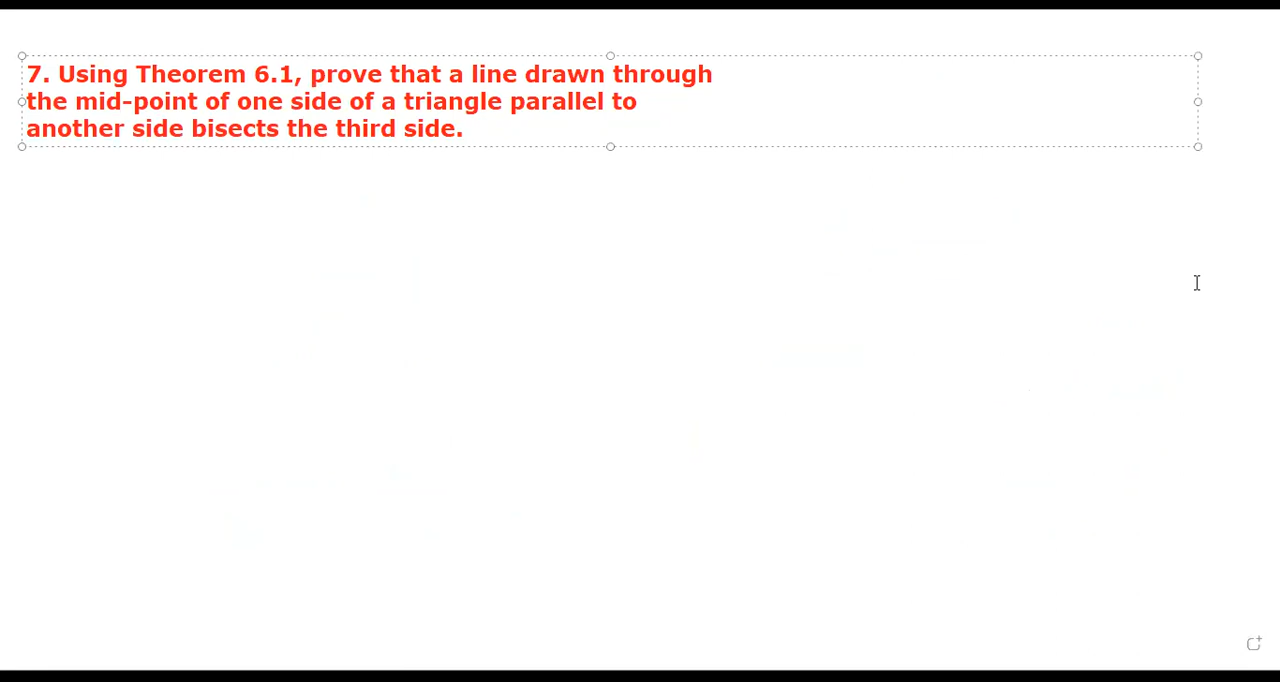 7. Using Theorem 6.1, prove that a line drawn through
the mid-point of one side of a triangle parallel to
another side bisects the third side.